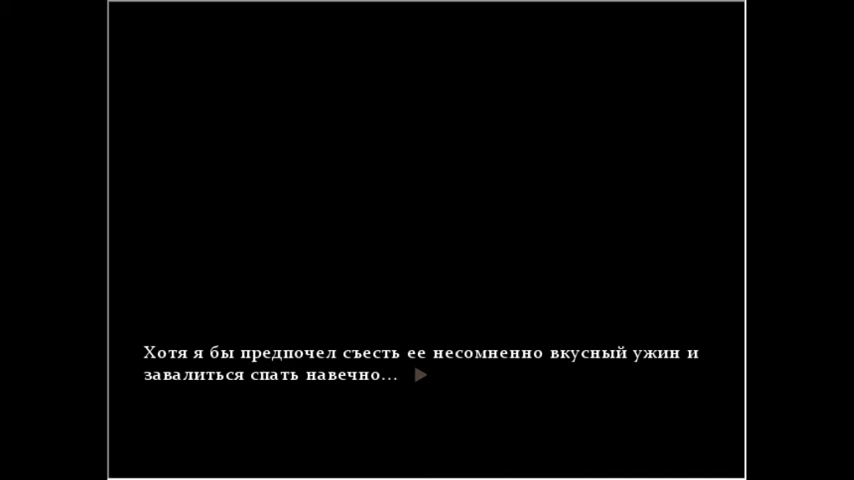 Хотя я бы предпочел съесть ее несомненно вкусный ужин и
завалиться спать навечно...